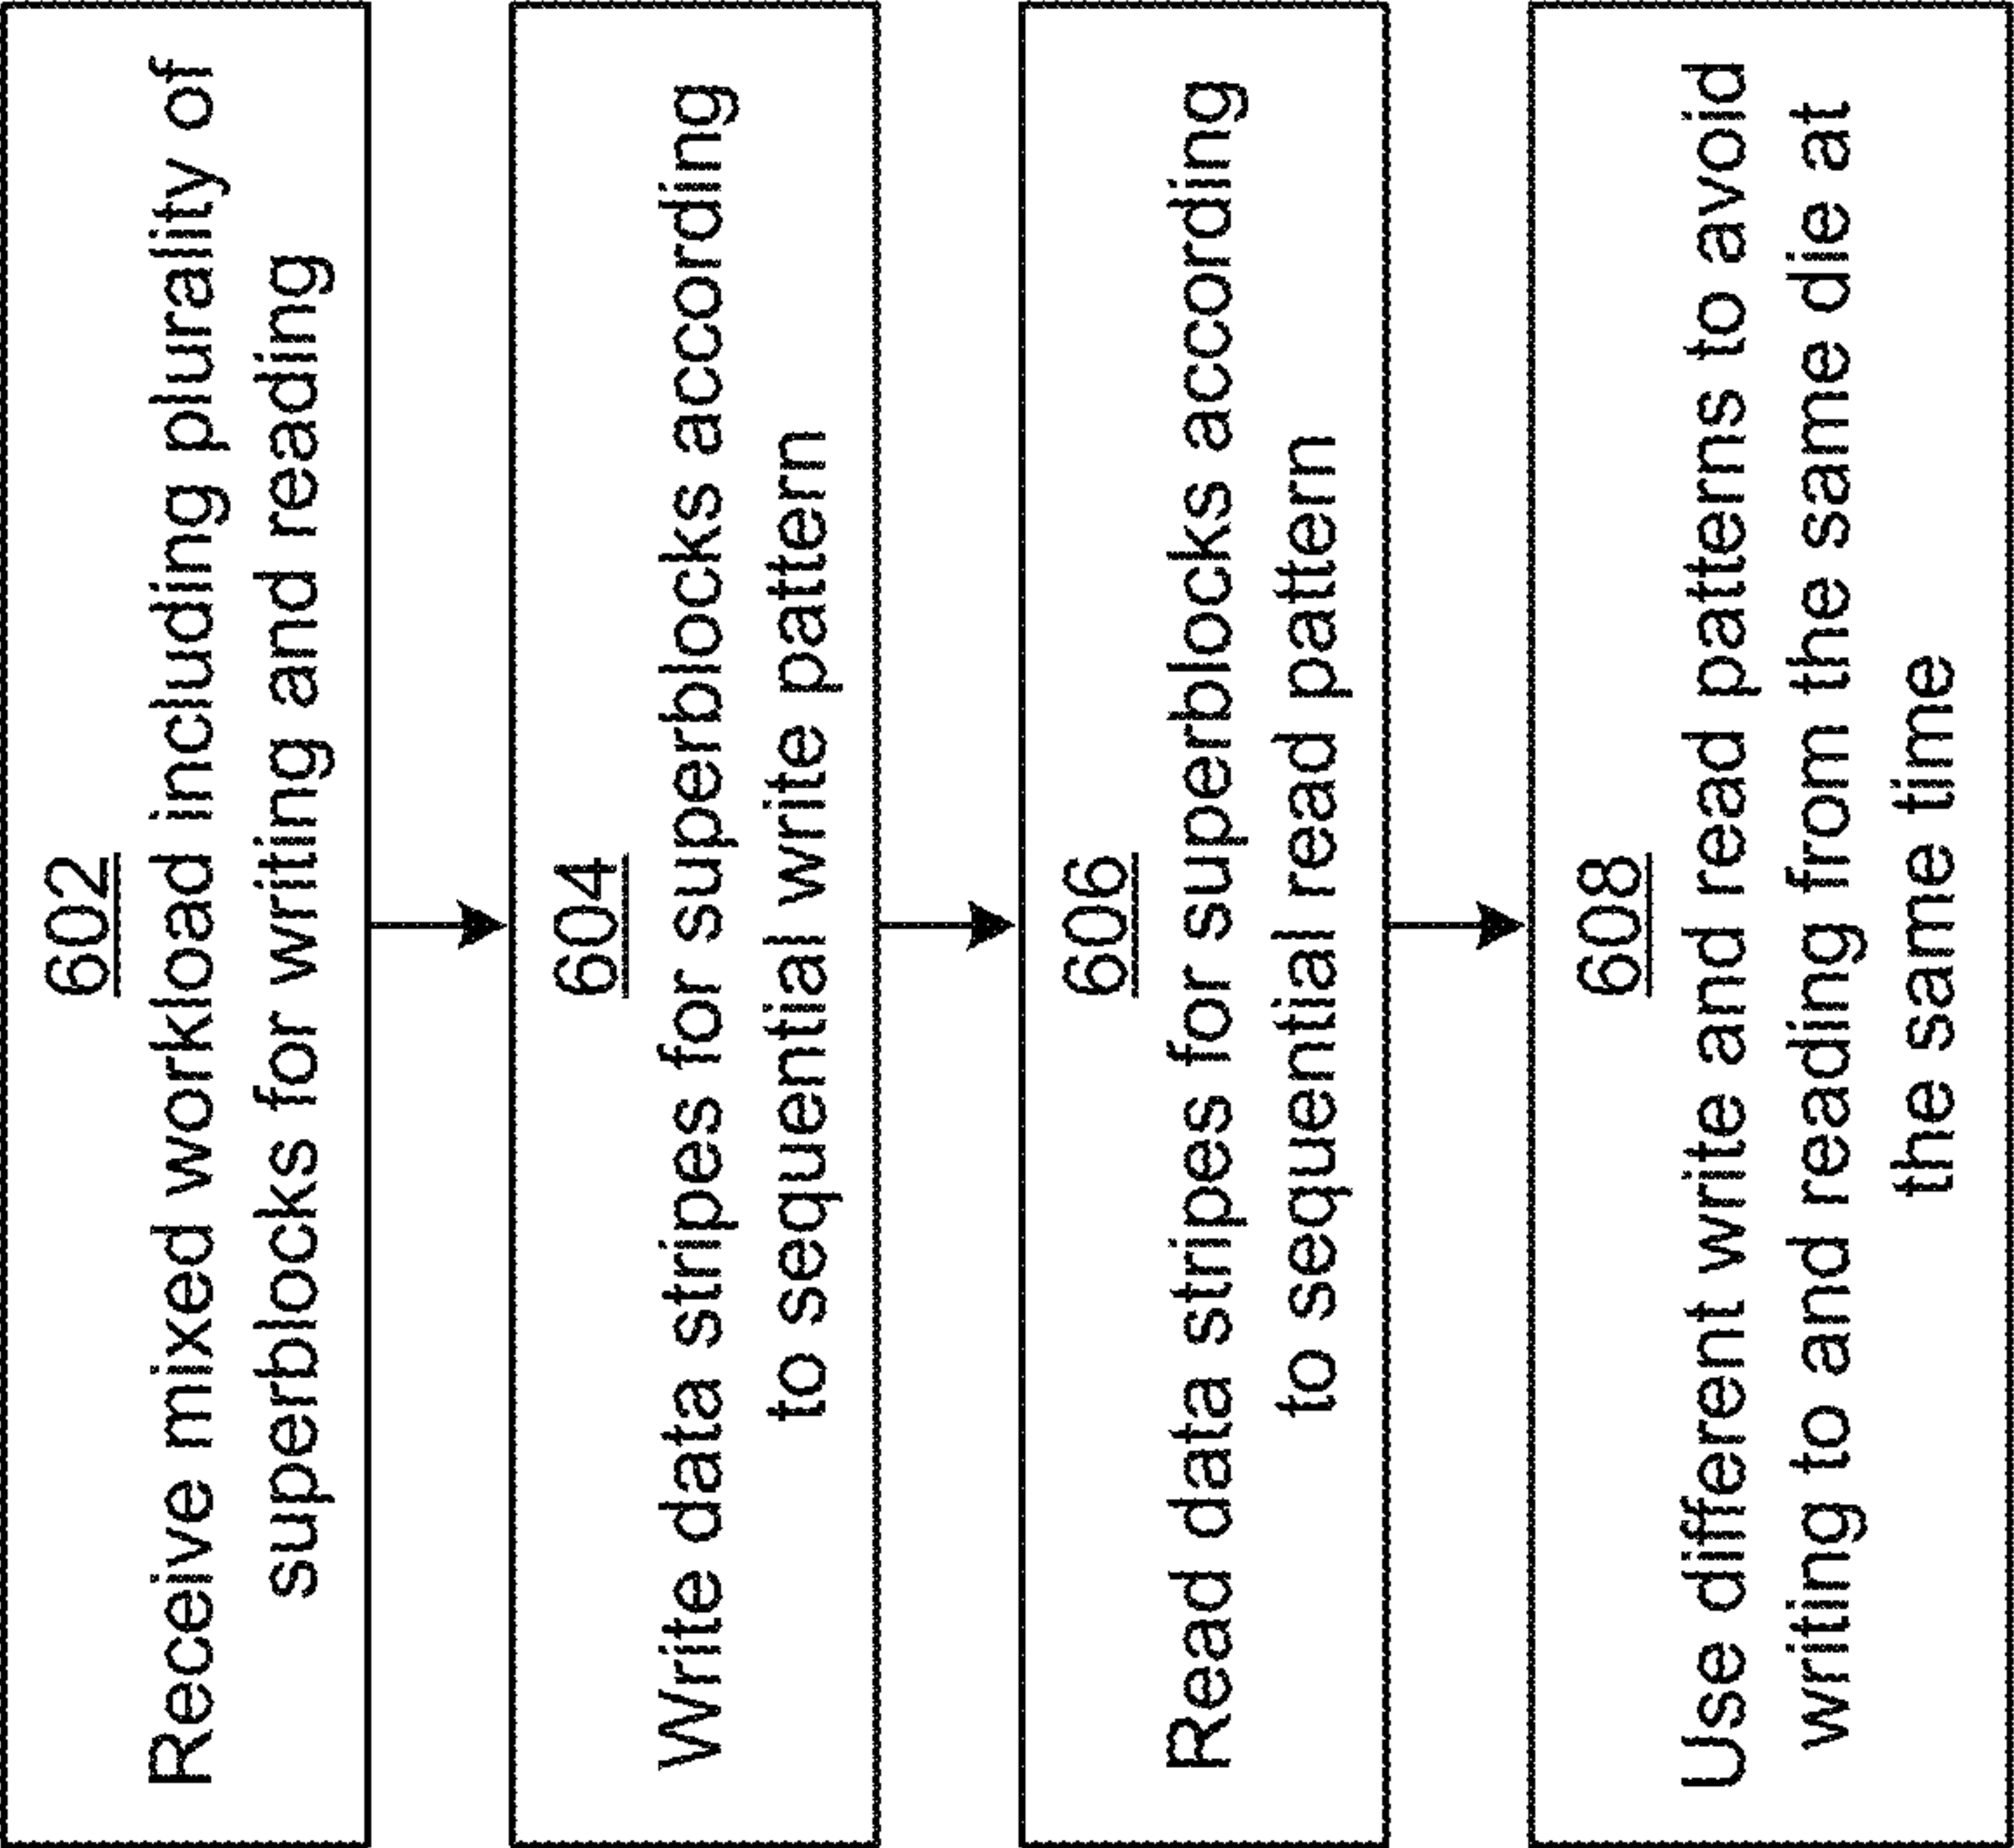 602
Receive mixed workload including plurality of
superblocks for writing and reading
604
Write data stripes for superblocks according
to sequential write pattern
606
Read data stripes for superblocks according
to sequential read pattern
608
Use different write and read patterns to avoid
writing to and reading from the same die at
the same time